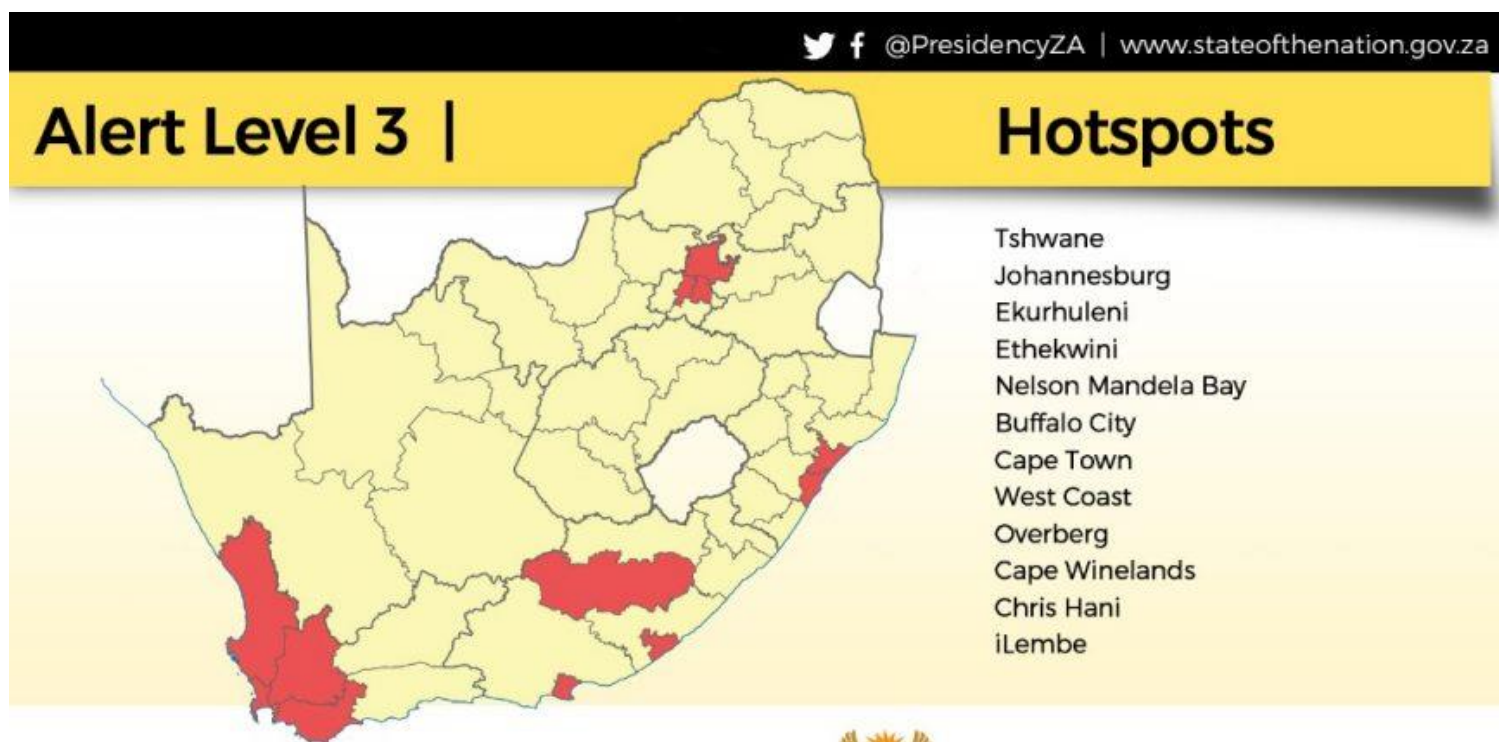 @PresidencyZA | www.stateofthenation.gov.za
Alert Level 3 |
Hotspots
Tshwane
Johannesburg
Ekurhuleni
Ethekwini
Nelson Mandela Bay
Buffalo City
Cape Town
West Coast
Overberg
Cape Winelands
Chris Hani
iLembe